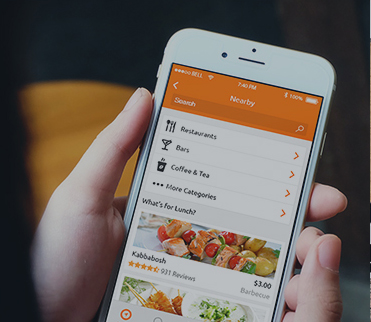 BELL
7:40 PM
100%
Nearby
Search
Restaurants
Bars
Coffee & Tea
••• More Categories
What's for Lunch?
Kabbabosh
$3.00
931 Reviews
Barbecue